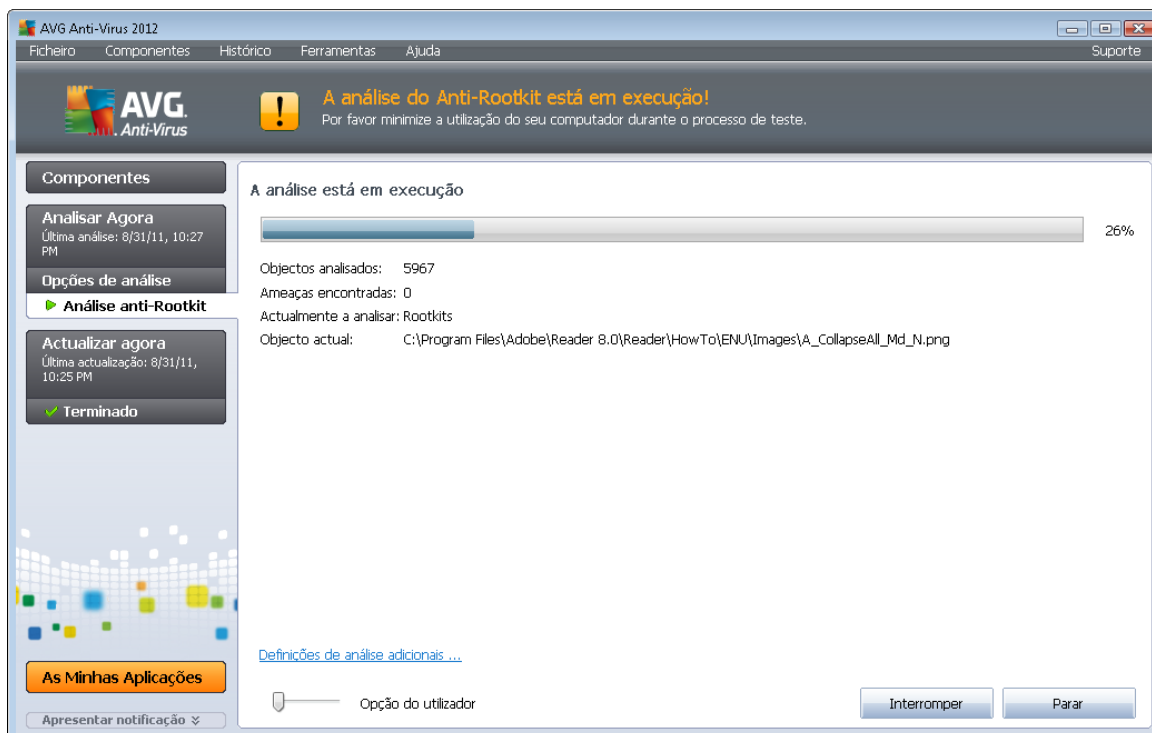 AVG Anti-Virus 2012
Ficheiro Componentes Histórico Ferramentas Ajuda Suporte
AVG.
Anti-Virus
!
A análise do Anti-Rootkit está em execução!
Por favor minimize a utilização do seu computador durante o processo de teste.
Componentes
Analisar Agora
Última análise: 8/31/11, 10:27
PM
Opções de análise
Análise anti-Rootkit
Actualizar agora
Última actualização: 8/31/11,
10:25 PM
Terminado
As Minhas Aplicações
Apresentar notificação
A análise está em execução
26%
Objectos analisados: 5967
Ameaças encontradas: 0
Actualmente a analisar: Rootkits
Objecto actual: C:\Program Files\Adobe\Reader 8.0\Reader\HowTo\ENU\Images\A_CollapseAll_Md_N.png
Definições de análise adicionais ...
Opção do utilizador
Interromper Parar